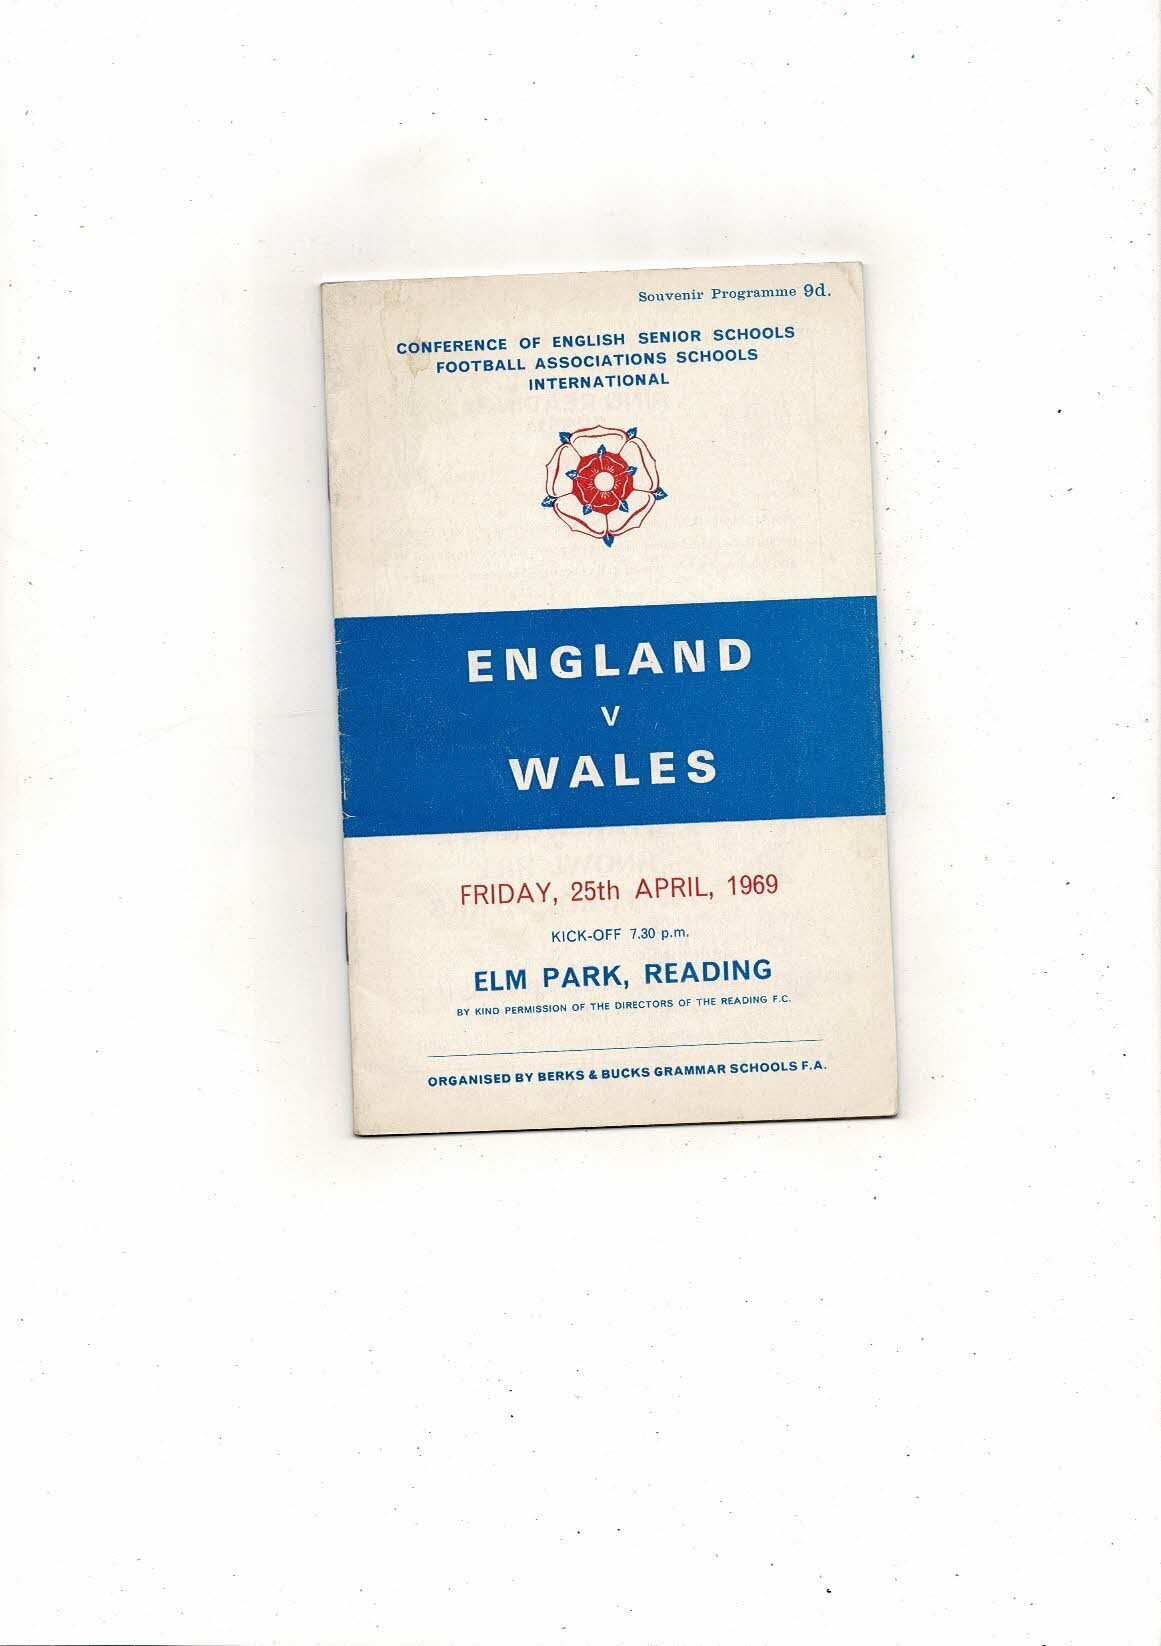 Souvenir Programme 9d.
CONFERENCE OF ENGLISH SENIOR SCHOOLS
FOOTBALL ASSOCIATIONS SCHOOLS
INTERNATIONAL
ENGLAND
V
WALES
FRIDAY, 25th APRIL, 1969
KICK-OFF 7.30 p.m.
ELM PARK, READING
BY KIND PERMISSION OF THE DIRECTORS OF THE READING F.C.
ORGANISED BY BERKS & BUCKS GRAMMAR SCHOOLS F.A.